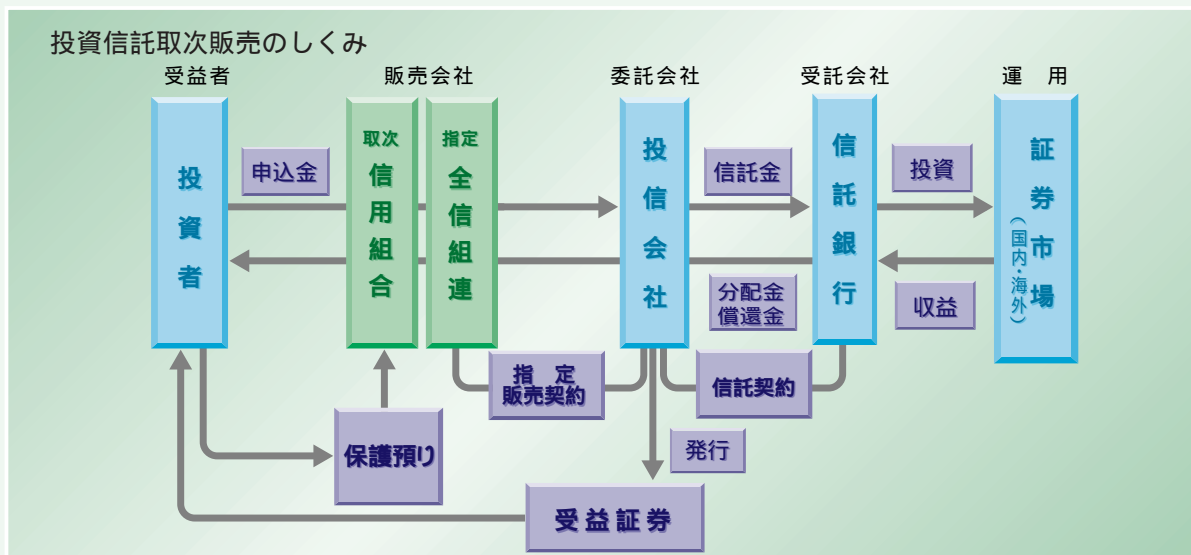 投資信託取次販売のしくみ
受益者
販売会社
委託会社
受託会社
運　用
投資者
申込金
取次
信用組合
指定
全信組連
投信会社
信託金
信託銀行
投資
証券市場
（国内・海外）
分配金
償還金
収益
指　定
販売契約
信託契約
保護預り
発行
受益証券